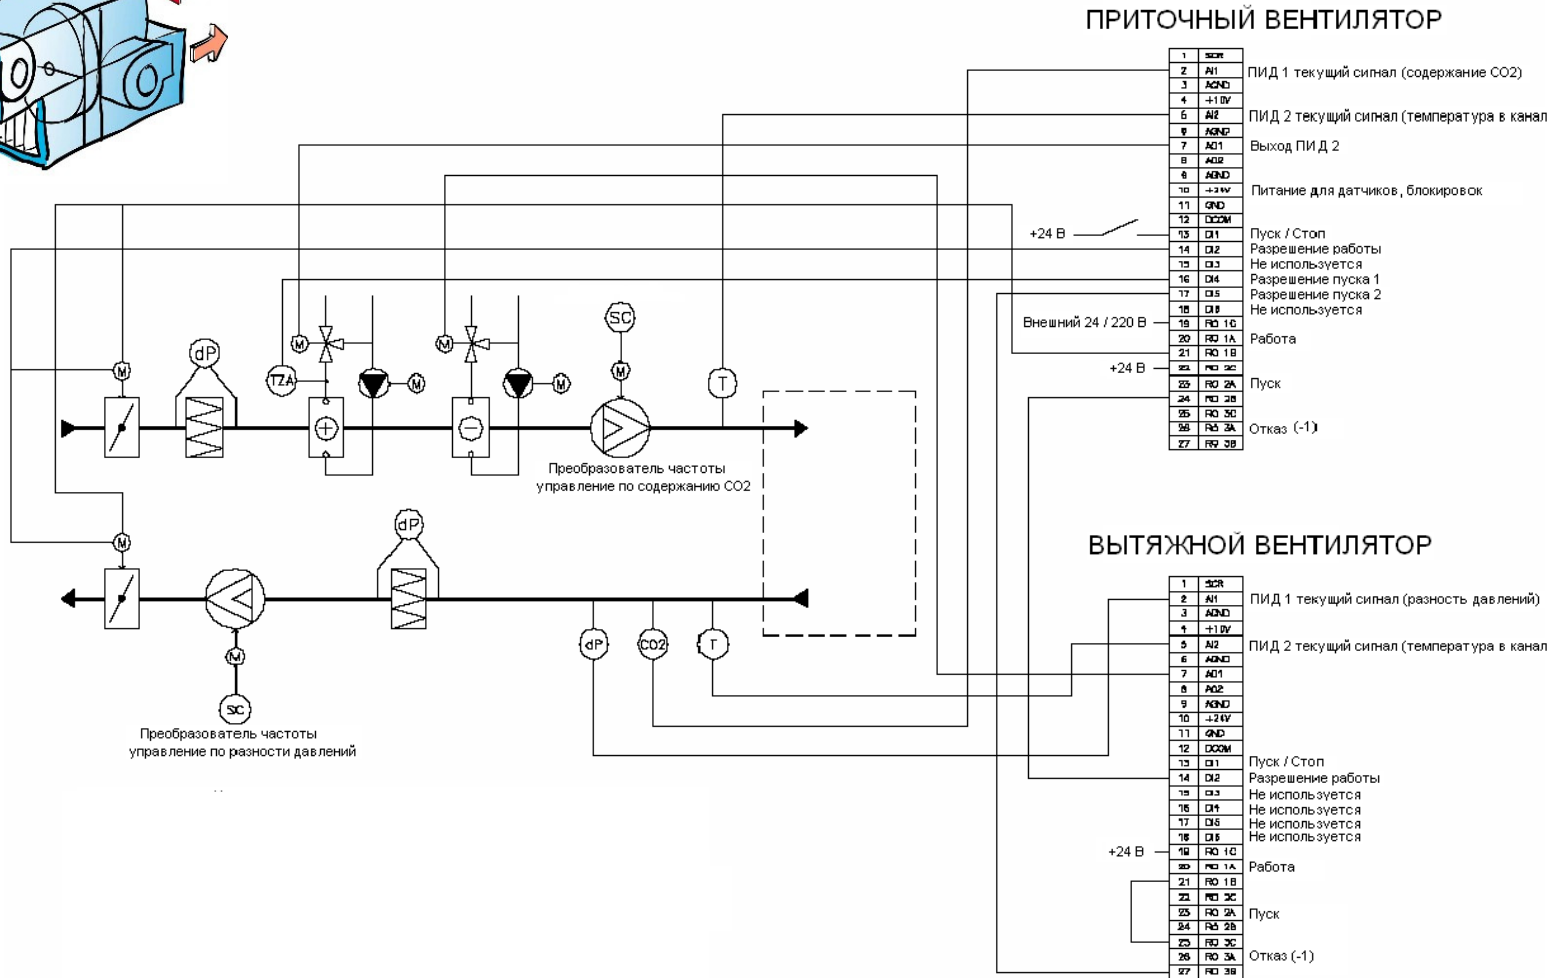 ПРИТОЧНЫЙ ВЕНТИЛЯТОР
1 SCR
2 AI1 ПИД 1 текущий сигнал (содержание СО2)
3 AGND
4 +10V
5 AI2 ПИД 2 текущий сигнал (температура в канал
6 AGND
7 AO1 Выход ПИД 2
8 AO2
9 AGND
10 +24V Питание для датчиков, блокировок
11 GND
12 DCOM
+24 В 13 DI1 Пуск / Стоп
14 DI2 Разрешение работы
15 DI3 Не используется
16 DI4 Разрешение пуска 1
17 DI5 Разрешение пуска 2
18 DI6 Не используется
Внешний 24 / 220 В 19 RO 1C
20 RO 1A Работа
21 RO 1B
+24 В 22 RO 2C
23 RO 2A Пуск
24 RO 2B
25 RO 3C
26 RO 3A Отказ (-1)
27 RO 3B
SC
M M
dP
M
TZA M M M T
+ −
Преобразователь частоты
управление по содержанию СО2
dP
M
M
dP CO2 T
SC
Преобразователь частоты
управление по разности давлений
ВЫТЯЖНОЙ ВЕНТИЛЯТОР
1 SCR
2 AI1 ПИД 1 текущий сигнал (разность давлений)
3 AGND
4 +10V
5 AI2 ПИД 2 текущий сигнал (температура в канал
6 AGND
7 AO1
8 AO2
9 AGND
10 +24V
11 GND
12 DCOM
13 DI1 Пуск / Стоп
14 DI2 Разрешение работы
15 DI3 Не используется
16 DI4 Не используется
17 DI5 Не используется
18 DI6 Не используется
+24 В 19 RO 1C
20 RO 1A Работа
21 RO 1B
22 RO 2C
23 RO 2A Пуск
24 RO 2B
25 RO 3C
26 RO 3A Отказ (-1)
27 RO 3B